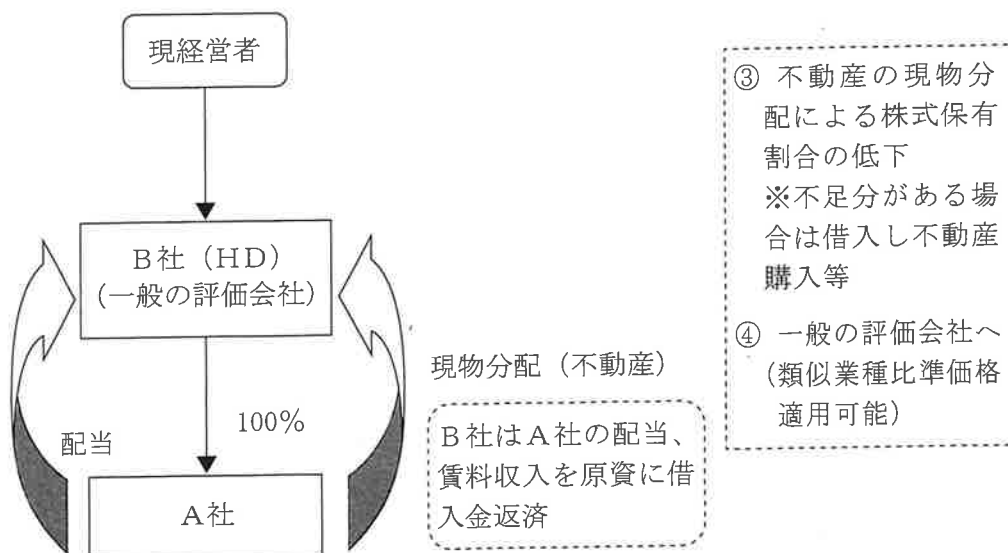 現経営者
B社（HD）
（一般の評価会社）
配当
100％
現物分配（不動産）
A社
B社はA社の配当、
賃料収入を原資に借
入金返済
③ 不動産の現物分
配による株式保有
割合の低下
※不足分がある場
合は借入し不動産
購入等
④ 一般の評価会社へ
（類似業種比準価格
適用可能）